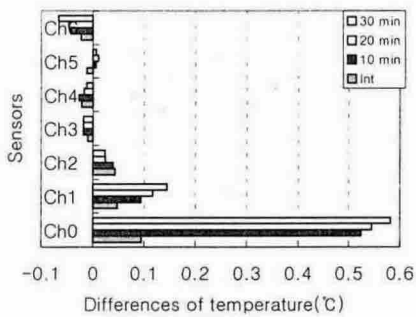 30 min
20 min
10 min
Int
Sensors
Ch
Ch5
Ch4
Ch3
Ch2
Ch1
Ch0
-0.1 0 0.1 0.2 0.3 0.4 0.5 0.6
Differences of temperature(℃)